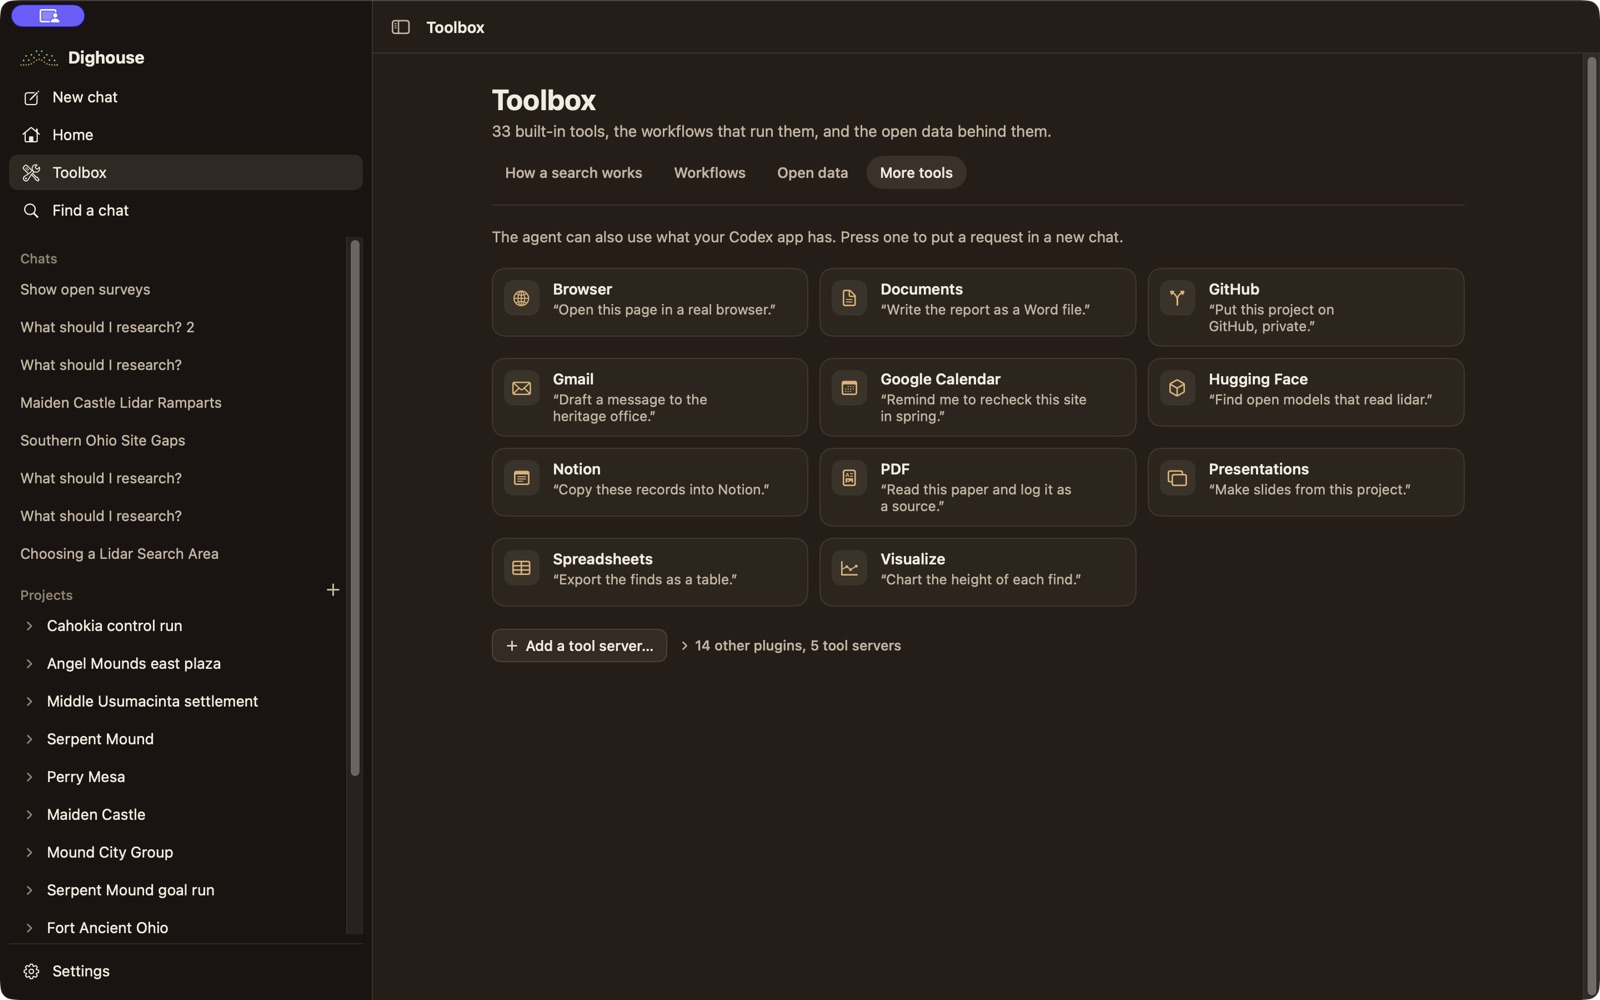 Dighouse
New chat
Home
Toolbox
Find a chat
Chats
Show open surveys
What should I research? 2
What should I research?
Maiden Castle Lidar Ramparts
Southern Ohio Site Gaps
What should I research?
What should I research?
Choosing a Lidar Search Area
Projects
Cahokia control run
Angel Mounds east plaza
Middle Usumacinta settlement
Serpent Mound
Perry Mesa
Maiden Castle
Mound City Group
Serpent Mound goal run
Fort Ancient Ohio
Settings
Toolbox
Toolbox
33 built-in tools, the workflows that run them, and the open data behind them.
How a search works
Workflows
Open data
More tools
The agent can also use what your Codex app has. Press one to put a request in a new chat.
Browser
“Open this page in a real browser.”
Documents
“Write the report as a Word file.”
GitHub
“Put this project on
GitHub, private.”
Gmail
“Draft a message to the
heritage office.”
Google Calendar
“Remind me to recheck this site
in spring.”
Hugging Face
“Find open models that read lidar.”
Notion
“Copy these records into Notion.”
PDF
“Read this paper and log it as
a source.”
Presentations
“Make slides from this project.”
Spreadsheets
“Export the finds as a table.”
Visualize
“Chart the height of each find.”
Add a tool server...
14 other plugins, 5 tool servers